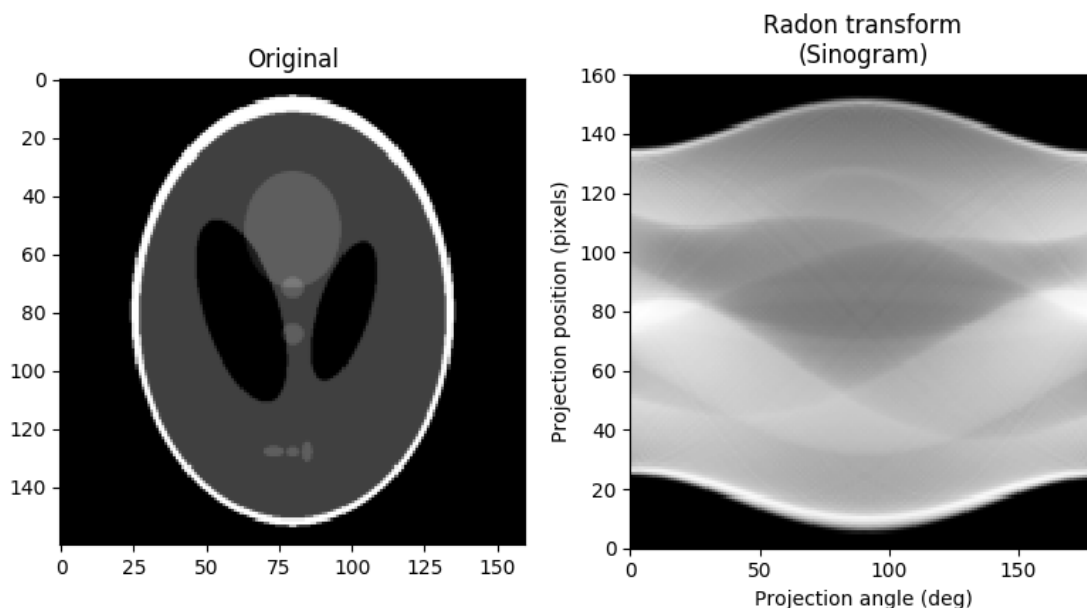 Original
0
20
40
60
80
100
120
140
0 25 50 75 100 125 150
Radon transform
(Sinogram)
160
140
120
100
80
60
40
20
0
Projection position (pixels)
0 50 100 150
Projection angle (deg)